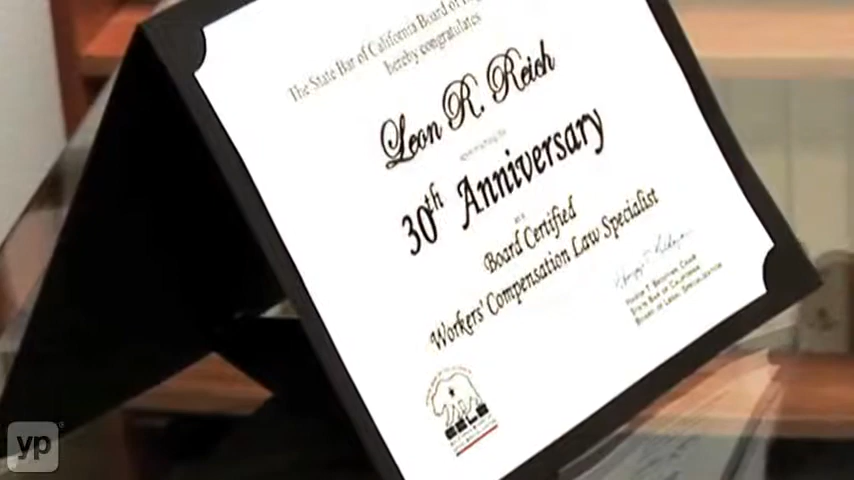 The State Bar of California Board of
hereby congratulates
Leon R. Reich
30th Anniversary
as a
Board Certified
Workers' Compensation Law Specialist
Chair
State Bar of California
Board of Legal Specialization
yp